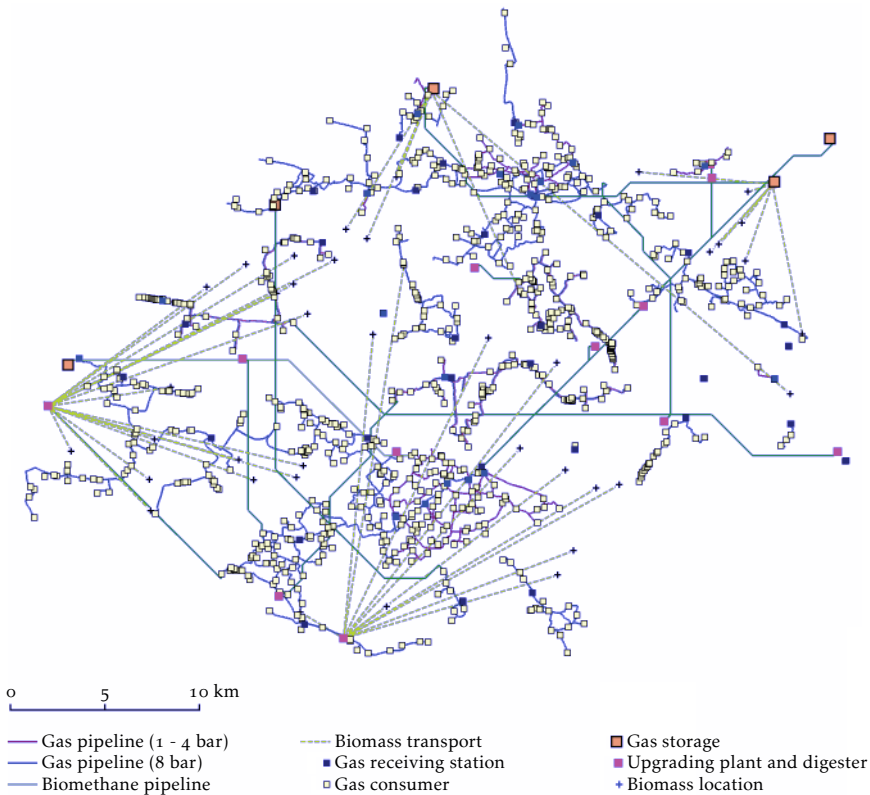 0 5 10 km
Gas pipeline (1 - 4 bar)
Gas pipeline (8 bar)
Biomethane pipeline
Biomass transport
Gas receiving station
Gas consumer
Gas storage
Upgrading plant and digester
Biomass location